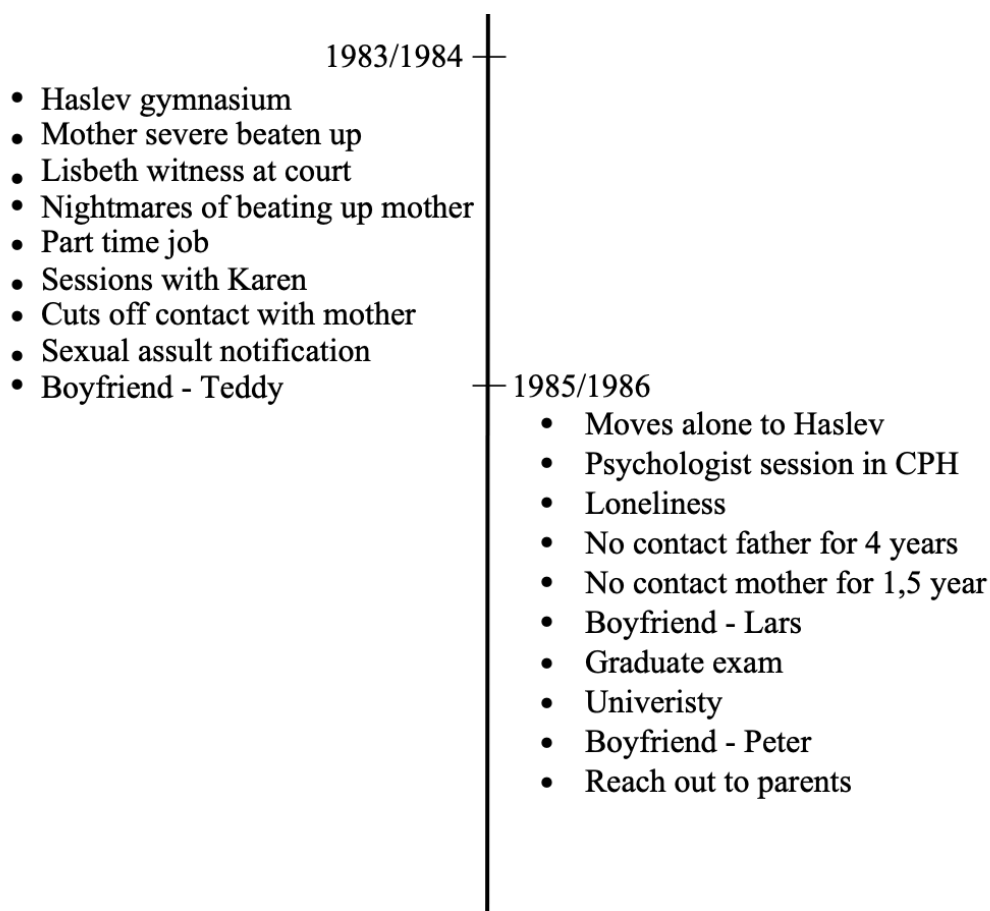 1983/1984
• Haslev gymnasium
• Mother severe beaten up
• Lisbeth witness at court
• Nightmares of beating up mother
• Part time job
• Sessions with Karen
• Cuts off contact with mother
• Sexual assult notification
• Boyfriend - Teddy
1985/1986
• Moves alone to Haslev
• Psychologist session in CPH
• Loneliness
• No contact father for 4 years
• No contact mother for 1,5 year
• Boyfriend - Lars
• Graduate exam
• Univeristy
• Boyfriend - Peter
• Reach out to parents